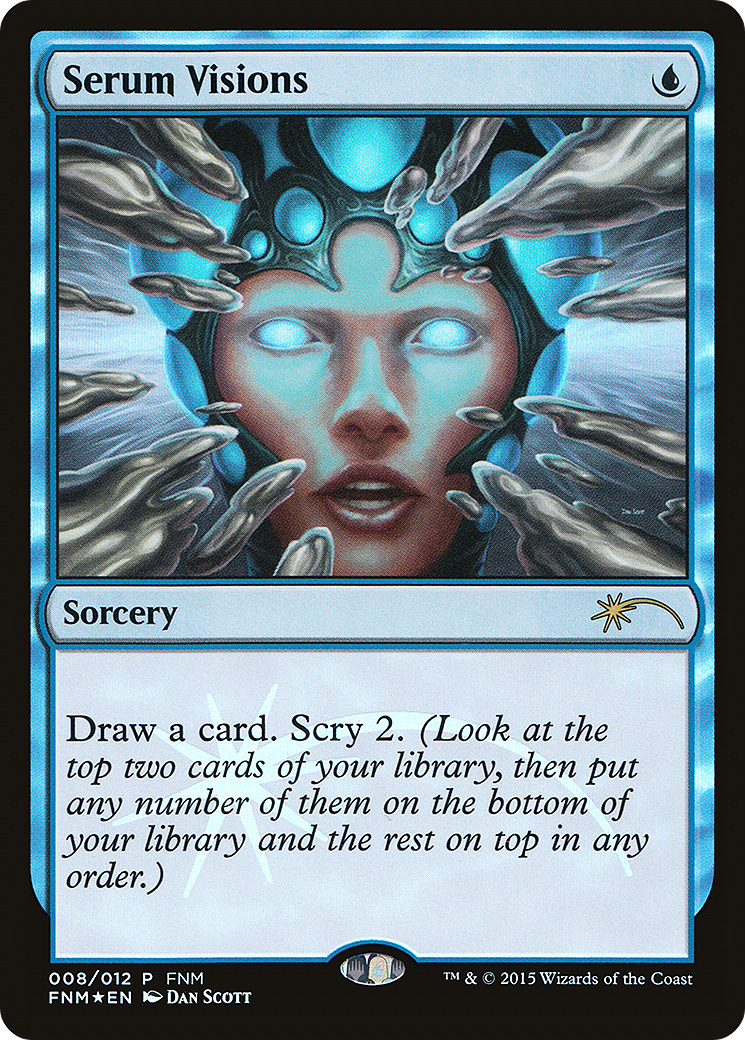 Serum Visions
Dan Scott
Sorcery
Draw a card. Scry 2. (Look at the
top two cards of your library, then put
any number of them on the bottom of
your library and the rest on top in any
order.)
008/012 P FNM
FNM★EN Dan Scott
™ & © 2015 Wizards of the Coast